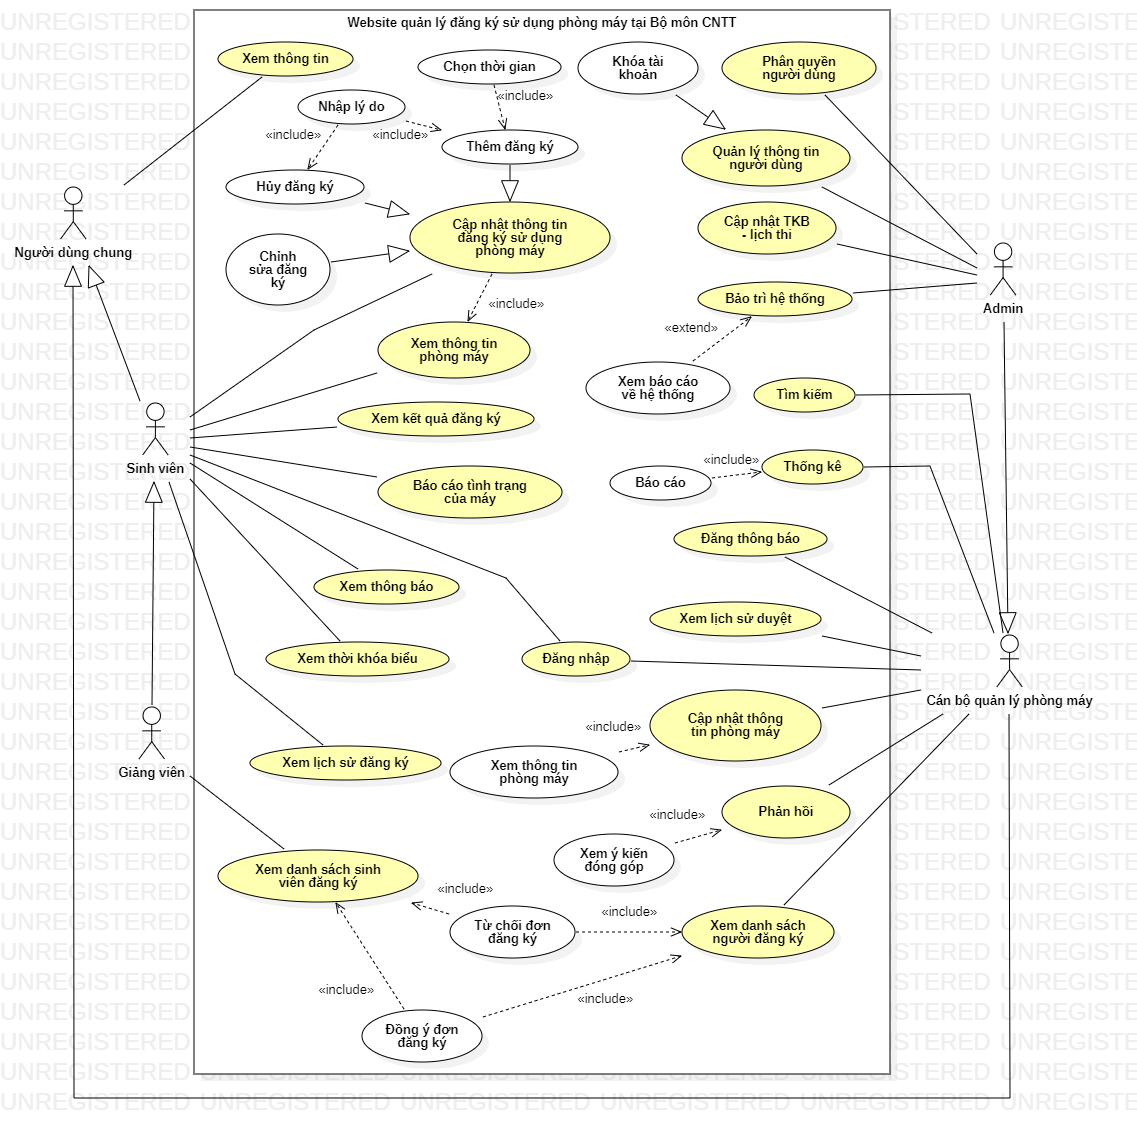 Website quản lý đăng ký sử dụng phòng máy tại Bộ môn CNTT
Xem thông tin
Chọn thời gian
Khóa tài
khoản
Phân quyền
người dùng
«include»
Nhập lý do
«include»
«include»
Thêm đăng ký
Quản lý thông tin
người dùng
Hủy đăng ký
Cập nhật thông tin
đăng ký sử dụng
phòng máy
Cập nhật TKB
- lịch thi
Người dùng chung
Chỉnh
sửa đăng
ký
Bảo trì hệ thống
Admin
«include»
«extend»
Xem thông tin
phòng máy
Xem báo cáo
về hệ thống
Tìm kiếm
Xem kết quả đăng ký
Sinh viên
«include»
Thống kê
Báo cáo
Báo cáo tình trạng
của máy
Đăng thông báo
Xem thông báo
Xem lịch sử duyệt
Xem thời khóa biểu
Đăng nhập
Cán bộ quản lý phòng máy
Cập nhật thông
tin phòng máy
«include»
Giảng viên
Xem lịch sử đăng ký
Xem thông tin
phòng máy
Phản hồi
«include»
Xem ý kiến
đóng góp
Xem danh sách sinh
viên đăng ký
«include»
Từ chối đơn
đăng ký
«include»
Xem danh sách
người đăng ký
«include»
«include»
Đồng ý đơn
đăng ký
UNREGISTERED